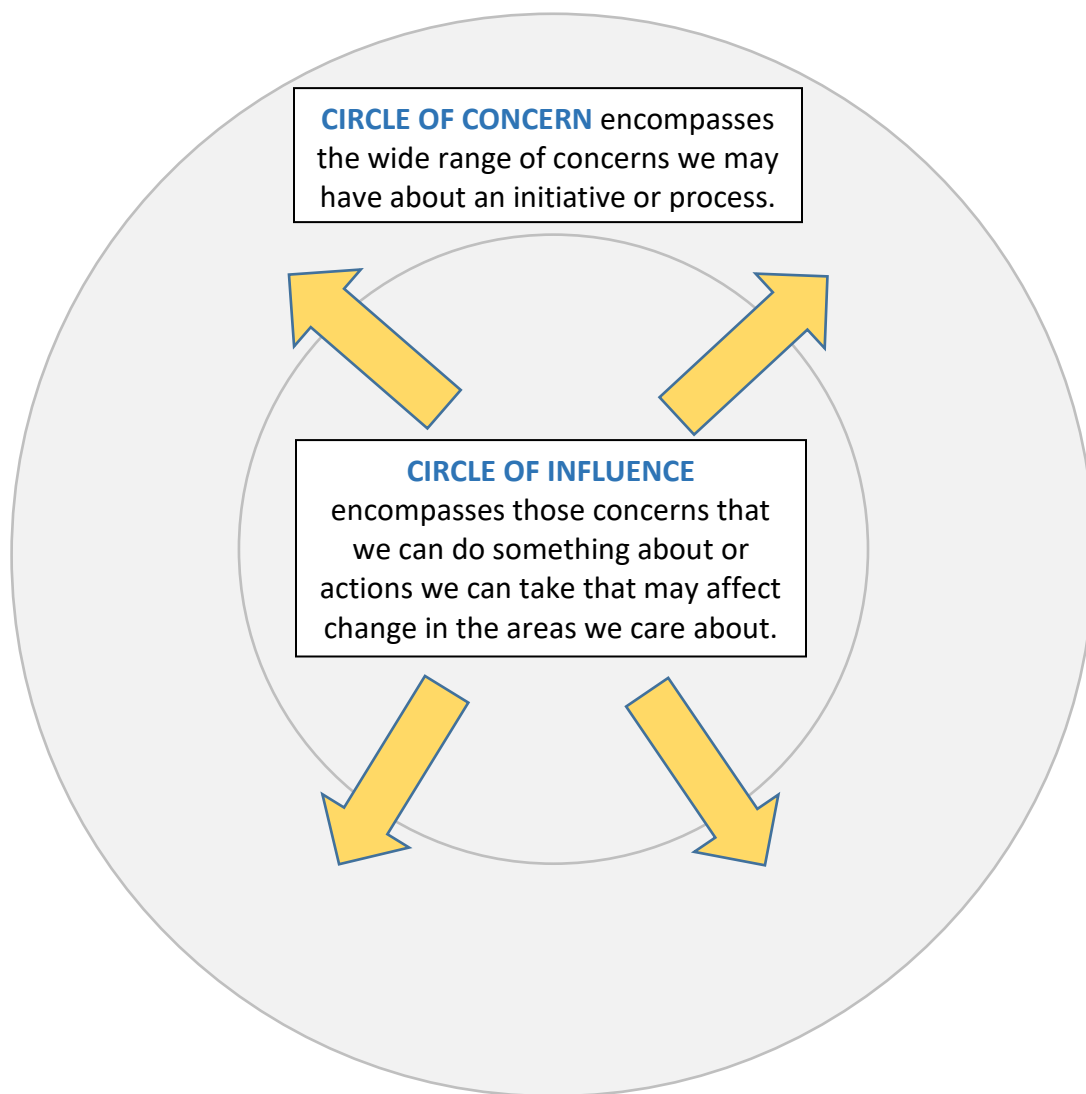 CIRCLE OF CONCERN encompasses
the wide range of concerns we may
have about an initiative or process.
CIRCLE OF INFLUENCE
encompasses those concerns that
we can do something about or
actions we can take that may affect
change in the areas we care about.